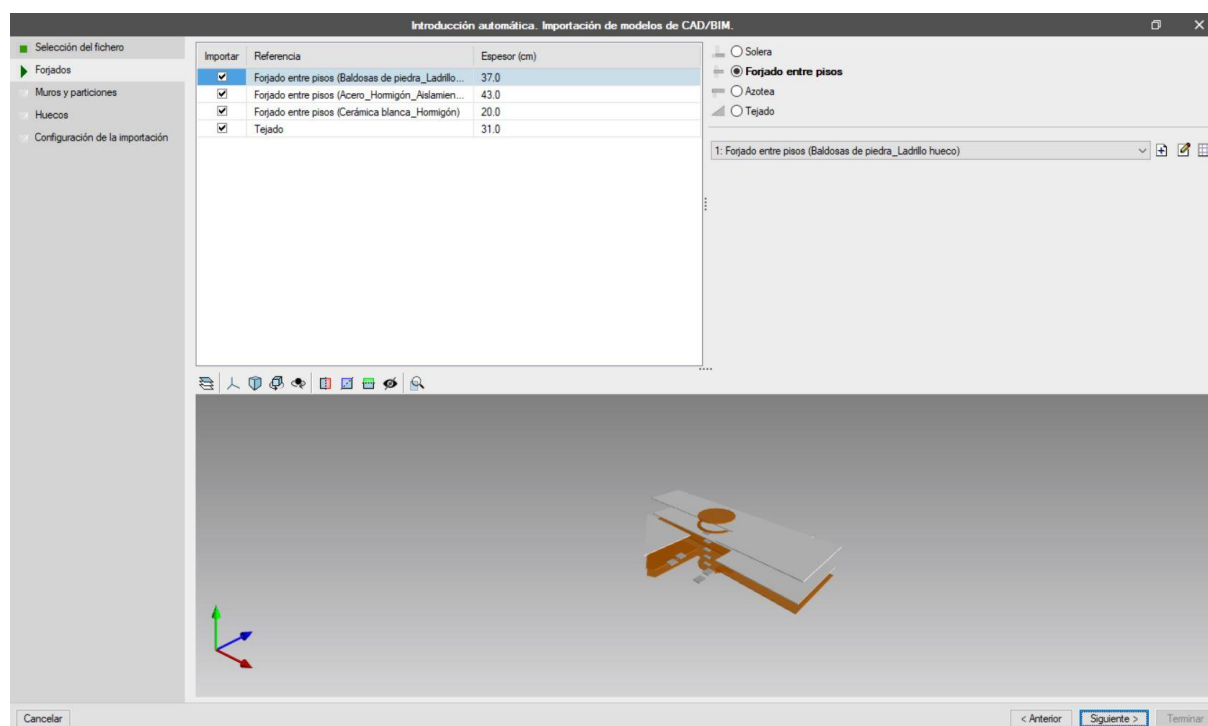 Introducción automática. Importación de modelos de CAD/BIM.
Selección del fichero
Forjados
Muros y particiones
Huecos
Configuración de la importación
Importar Referencia Espesor (cm)
Forjado entre pisos (Baldosas de piedra_Ladrillo... 37.0
Forjado entre pisos (Acero_Hormigón_Aislamien... 43.0
Forjado entre pisos (Cerámica blanca_Hormigón) 20.0
Tejado 31.0
Solera
Forjado entre pisos
Azotea
Tejado
1: Forjado entre pisos (Baldosas de piedra_Ladrillo hueco)
Cancelar
< Anterior
Siguiente >
Terminar